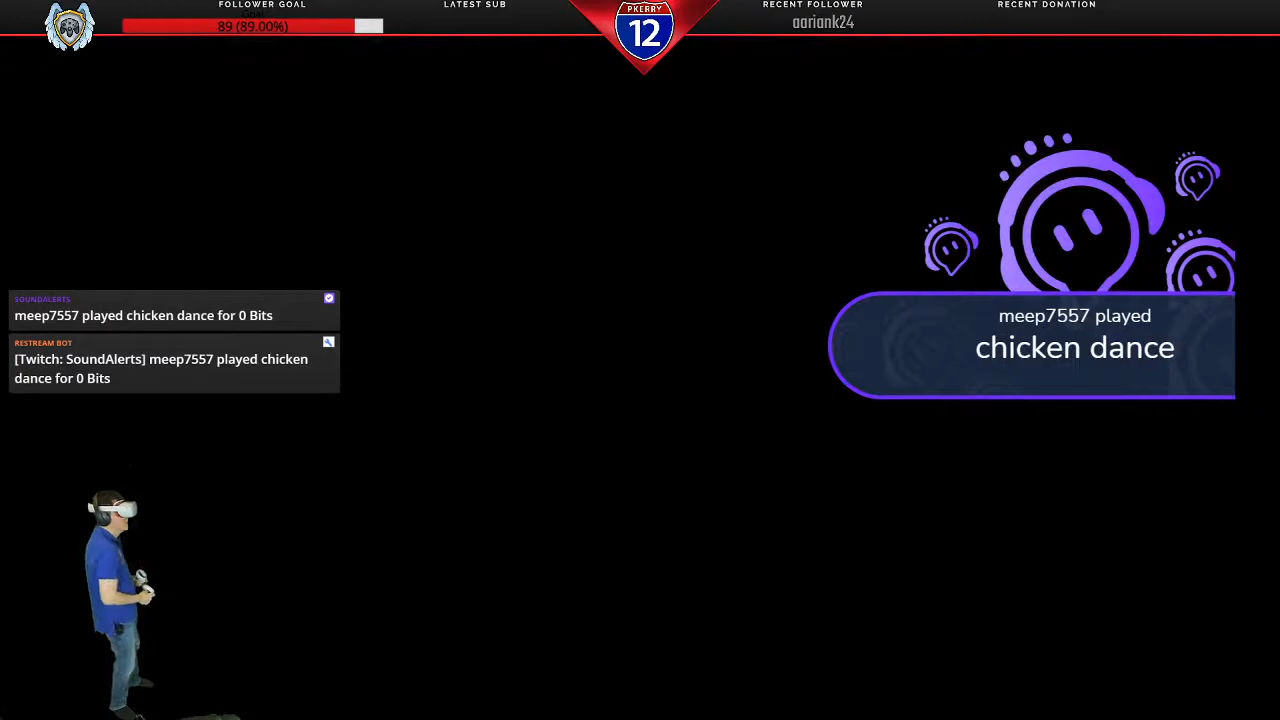 FOLLOWER GOAL
Goal
89 (89.00%)
LATEST SUB
PKERRY
12
RECENT FOLLOWER
aariank24
RECENT DONATION
SOUNDALERTS
meep7557 played chicken dance for 0 Bits
RESTREAM BOT
[Twitch: SoundAlerts] meep7557 played chicken
dance for 0 Bits
meep7557 played
chicken dance